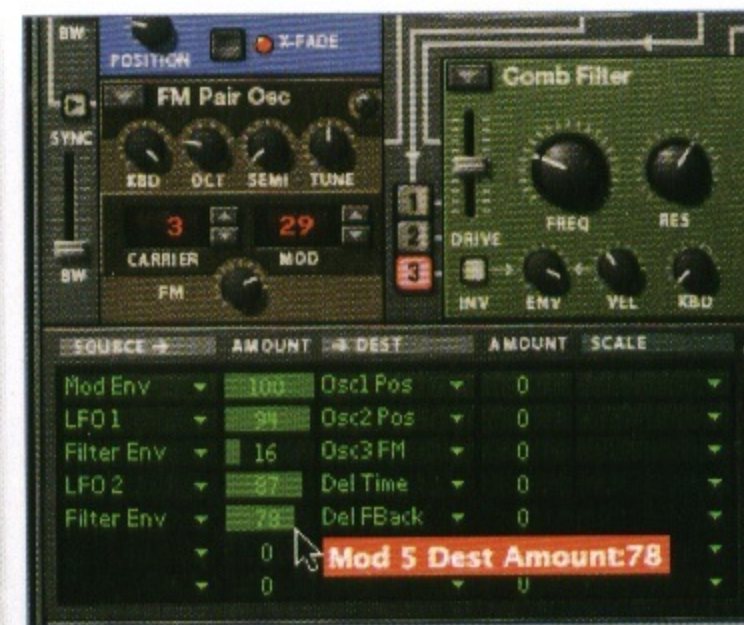 BW
POSITION
X-FADE
FM Pair Osc
Comb Filter
SYNC
KBD OCT SEMI TUNE
1
FREQ RES
3 29
2
DRIVE
CARRIER MOD
3
BW
FM
INV ENV VEL KBD
SOURCE → AMOUNT → DEST AMOUNT SCALE
Mod Env 100 Osc1 Pos 0
LFO 1 94 Osc2 Pos 0
Filter Env 16 Osc3 FM 0
LFO 2 87 Del Time 0
Filter Env 78 Del FBack 0
0 Mod 5 Dest Amount:78
0 0